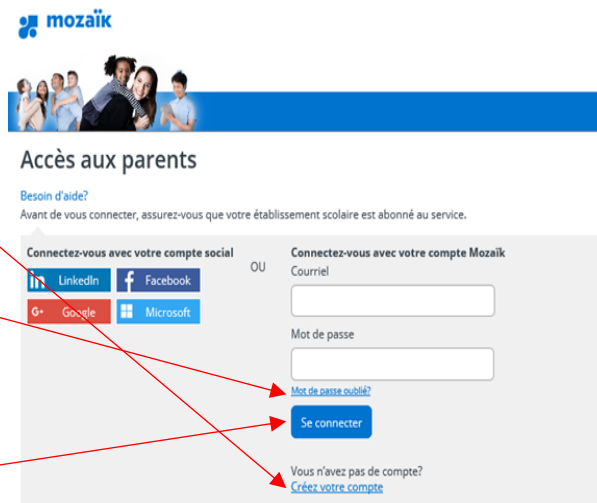 mozaïk
Accès aux parents
Besoin d'aide?
Avant de vous connecter, assurez-vous que votre établissement scolaire est abonné au service.
Connectez-vous avec votre compte social
in LinkedIn
f Facebook
G+ Google
Microsoft
OU
Connectez-vous avec votre compte Mozaïk
Courriel
Mot de passe
Mot de passe oublié?
Se connecter
Vous n'avez pas de compte?
Créez votre compte